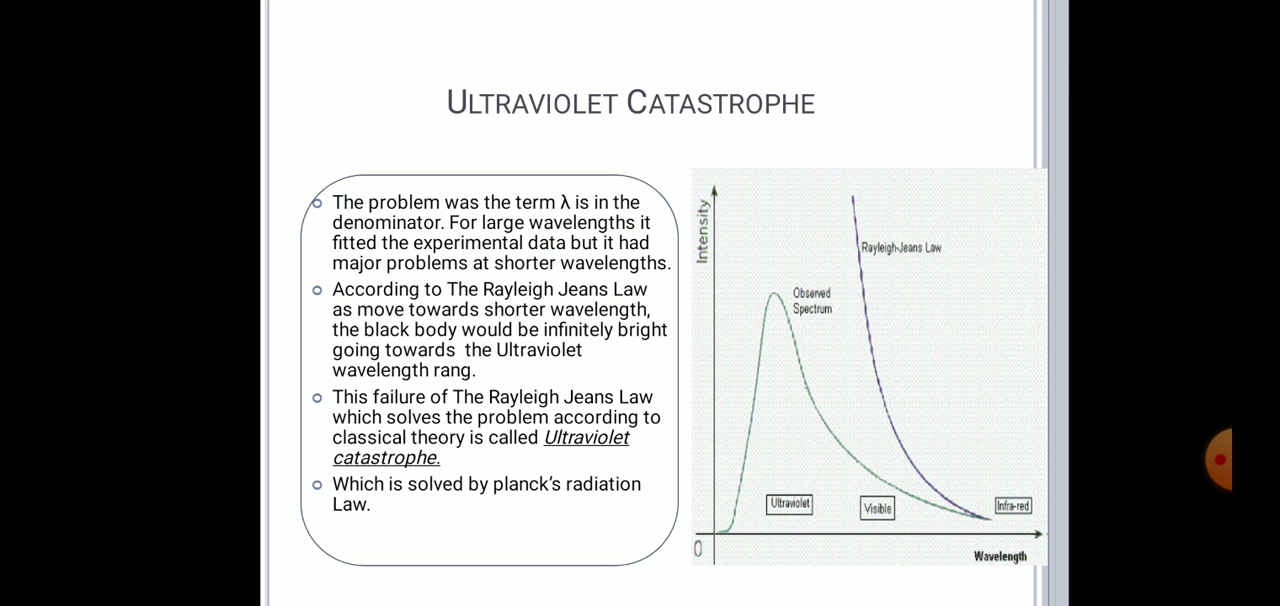 ULTRAVIOLET CATASTROPHE
The problem was the term λ is in the
denominator. For large wavelengths it
fitted the experimental data but it had
major problems at shorter wavelengths.
According to The Rayleigh Jeans Law
as move towards shorter wavelength,
the black body would be infinitely bright
going towards the Ultraviolet
wavelength rang.
This failure of The Rayleigh Jeans Law
which solves the problem according to
classical theory is called Ultraviolet
catastrophe.
Which is solved by planck's radiation
Law.
Intensity
Rayleigh-Jeans Law
Observed
Spectrum
Ultraviolet
Visible
Infra-red
0
Wavelength